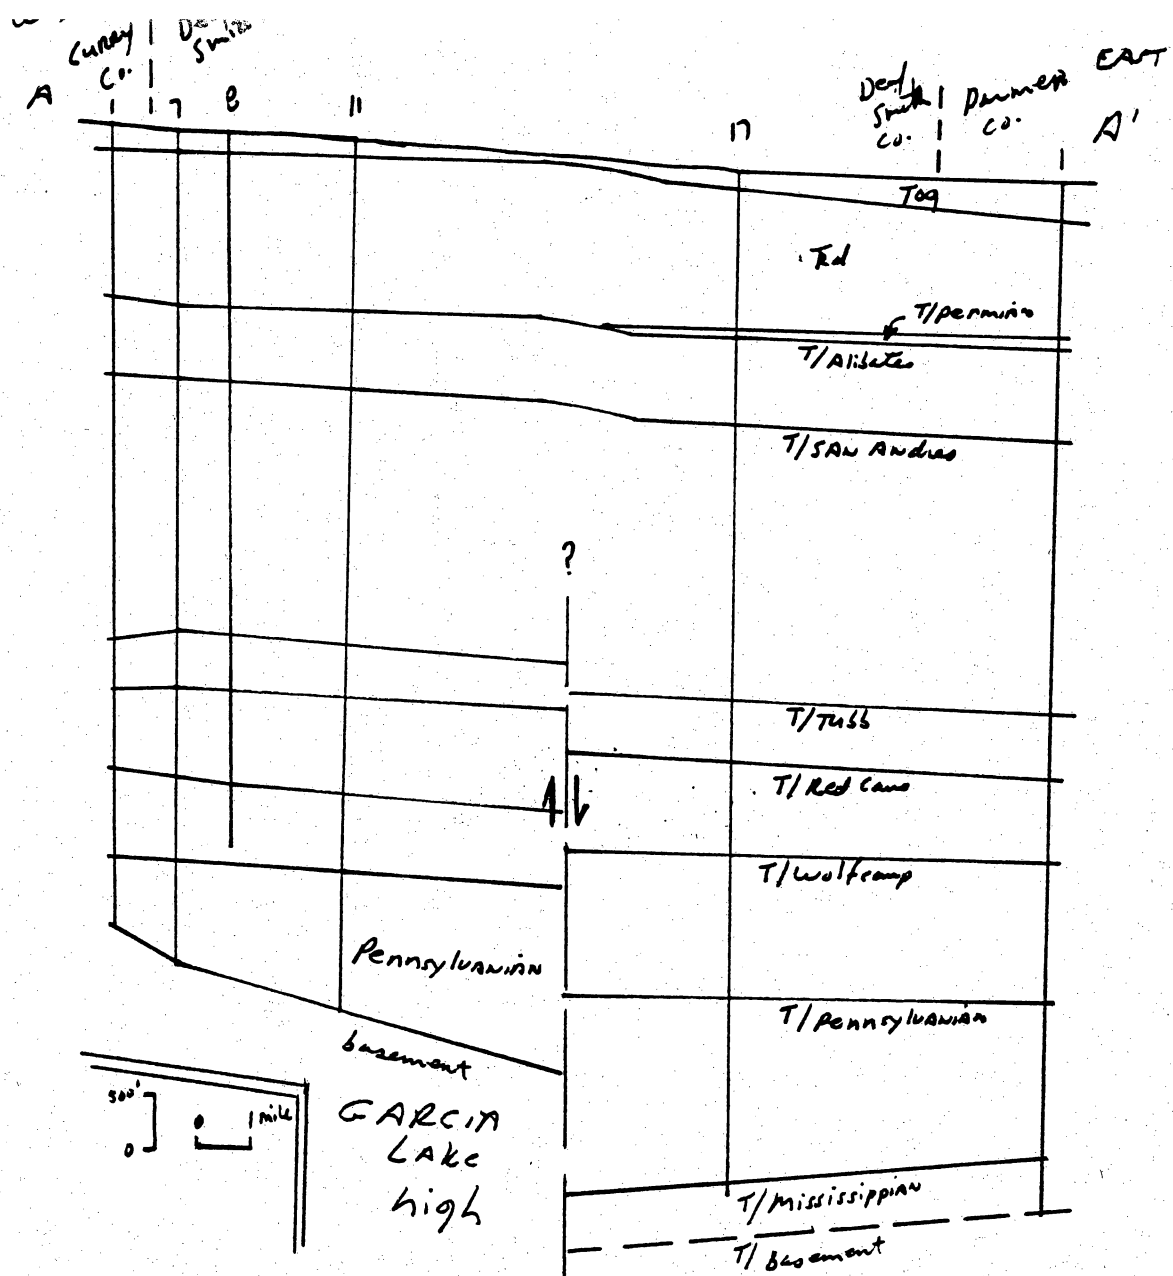 Curry
Co.
Deaf
Smith
EAST
A
7
8
11
17
Deaf
Smith
Co.
Parmer
Co.
A'
Tog
Trd
T/Permian
T/Alibates
T/SAN ANdres
?
T/Tubb
T/Red Cave
T/Wolfcamp
Pennsylvanian
T/Pennsylvanian
basement
500'
0
0
1 mile
GARCIA
LAKe
high
T/Mississippian
T/basement